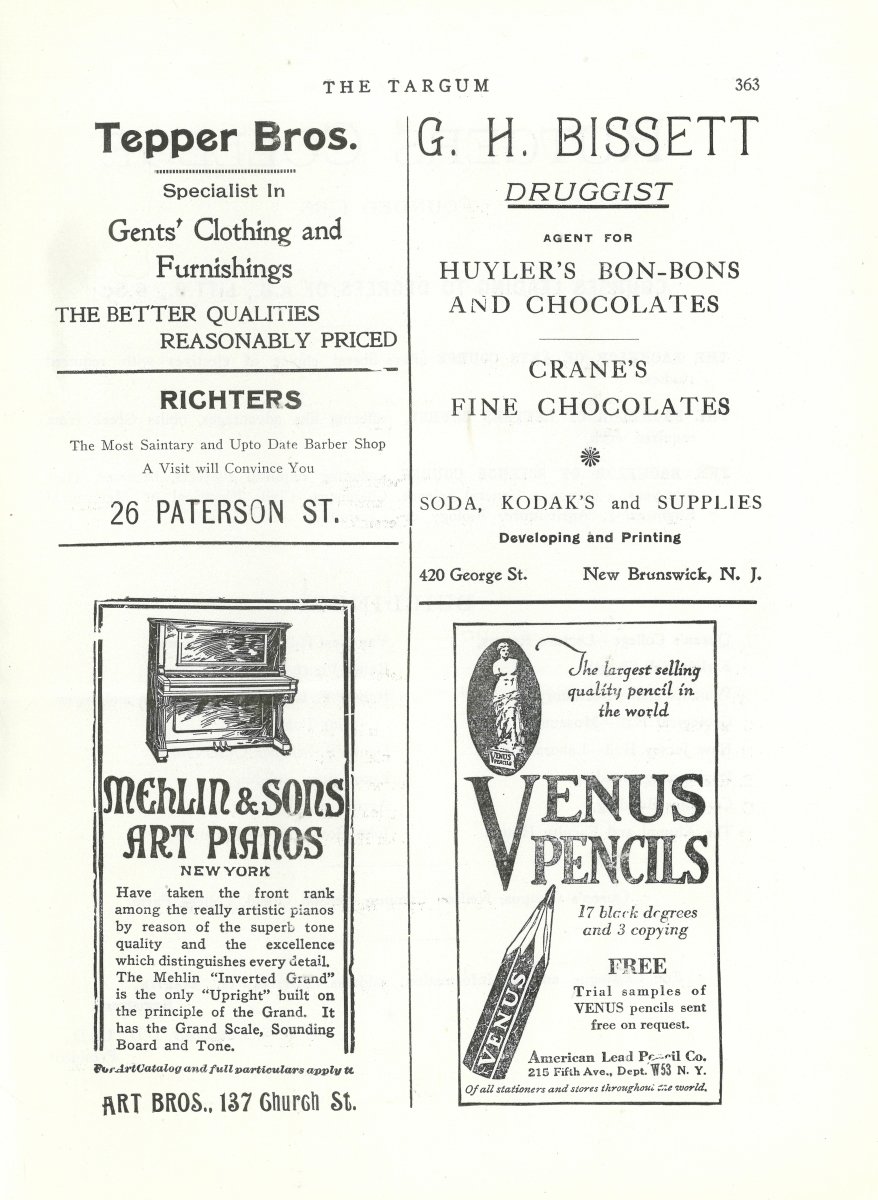 THE TARGUM
363
Tepper Bros.
Specialist In
Gents' Clothing and
Furnishings
THE BETTER QUALITIES
REASONABLY PRICED
RICHTERS
The Most Saintary and Upto Date Barber Shop
A Visit will Convince You
26 PATERSON ST.
MEHLIN & SONS
ART PIANOS
NEW YORK
Have taken the front rank
among the really artistic pianos
by reason of the superb tone
quality and the excellence
which distinguishes every detail.
The Mehlin "Inverted Grand"
is the only "Upright" built on
the principle of the Grand. It
has the Grand Scale, Sounding
Board and Tone.
For Art Catalog and full particulars apply to
ART BROS., 137 Church St.
G. H. BISSETT
DRUGGIST
AGENT FOR
HUYLER'S BON-BONS
AND CHOCOLATES
CRANE'S
FINE CHOCOLATES
SODA, KODAK'S and SUPPLIES
Developing and Printing
420 George St. New Brunswick, N. J.
The largest selling
quality pencil in
the world
VENUS
PENCILS
VENUS
PENCILS
17 black degrees
and 3 copying
FREE
Trial samples of
VENUS pencils sent
free on request.
VENUS
American Lead Pencil Co.
215 Fifth Ave., Dept. W53 N. Y.
Of all stationers and stores throughout the world.